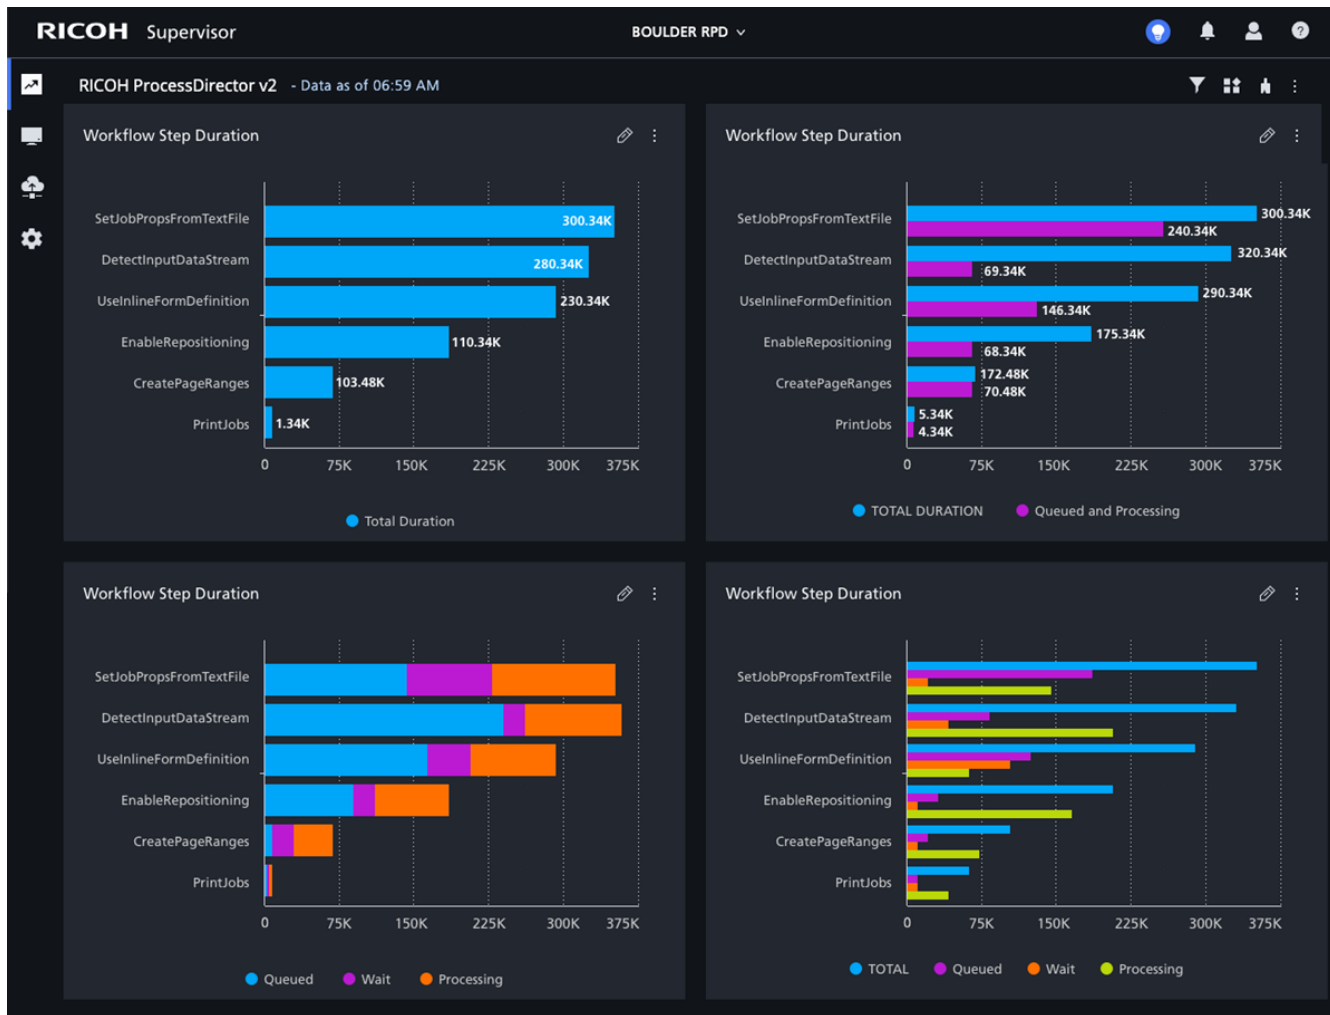 RICOH Supervisor
BOULDER RPD
RICOH ProcessDirector v2 - Data as of 06:59 AM
Workflow Step Duration
SetJobPropsFromTextFile
300.34K
DetectInputDataStream
280.34K
UseInlineFormDefinition
230.34K
EnableRepositioning
110.34K
CreatePageRanges
103.48K
PrintJobs
1.34K
0 75K 150K 225K 300K 375K
Total Duration
Workflow Step Duration
SetJobPropsFromTextFile
300.34K
240.34K
DetectInputDataStream
320.34K
69.34K
UseInlineFormDefinition
290.34K
146.34K
EnableRepositioning
175.34K
68.34K
CreatePageRanges
172.48K
70.48K
PrintJobs
5.34K
4.34K
0 75K 150K 225K 300K 375K
TOTAL DURATION Queued and Processing
Workflow Step Duration
SetJobPropsFromTextFile
DetectInputDataStream
UseInlineFormDefinition
EnableRepositioning
CreatePageRanges
PrintJobs
0 75K 150K 225K 300K 375K
Queued Wait Processing
Workflow Step Duration
SetJobPropsFromTextFile
DetectInputDataStream
UseInlineFormDefinition
EnableRepositioning
CreatePageRanges
PrintJobs
0 75K 150K 225K 300K 375K
TOTAL Queued Wait Processing